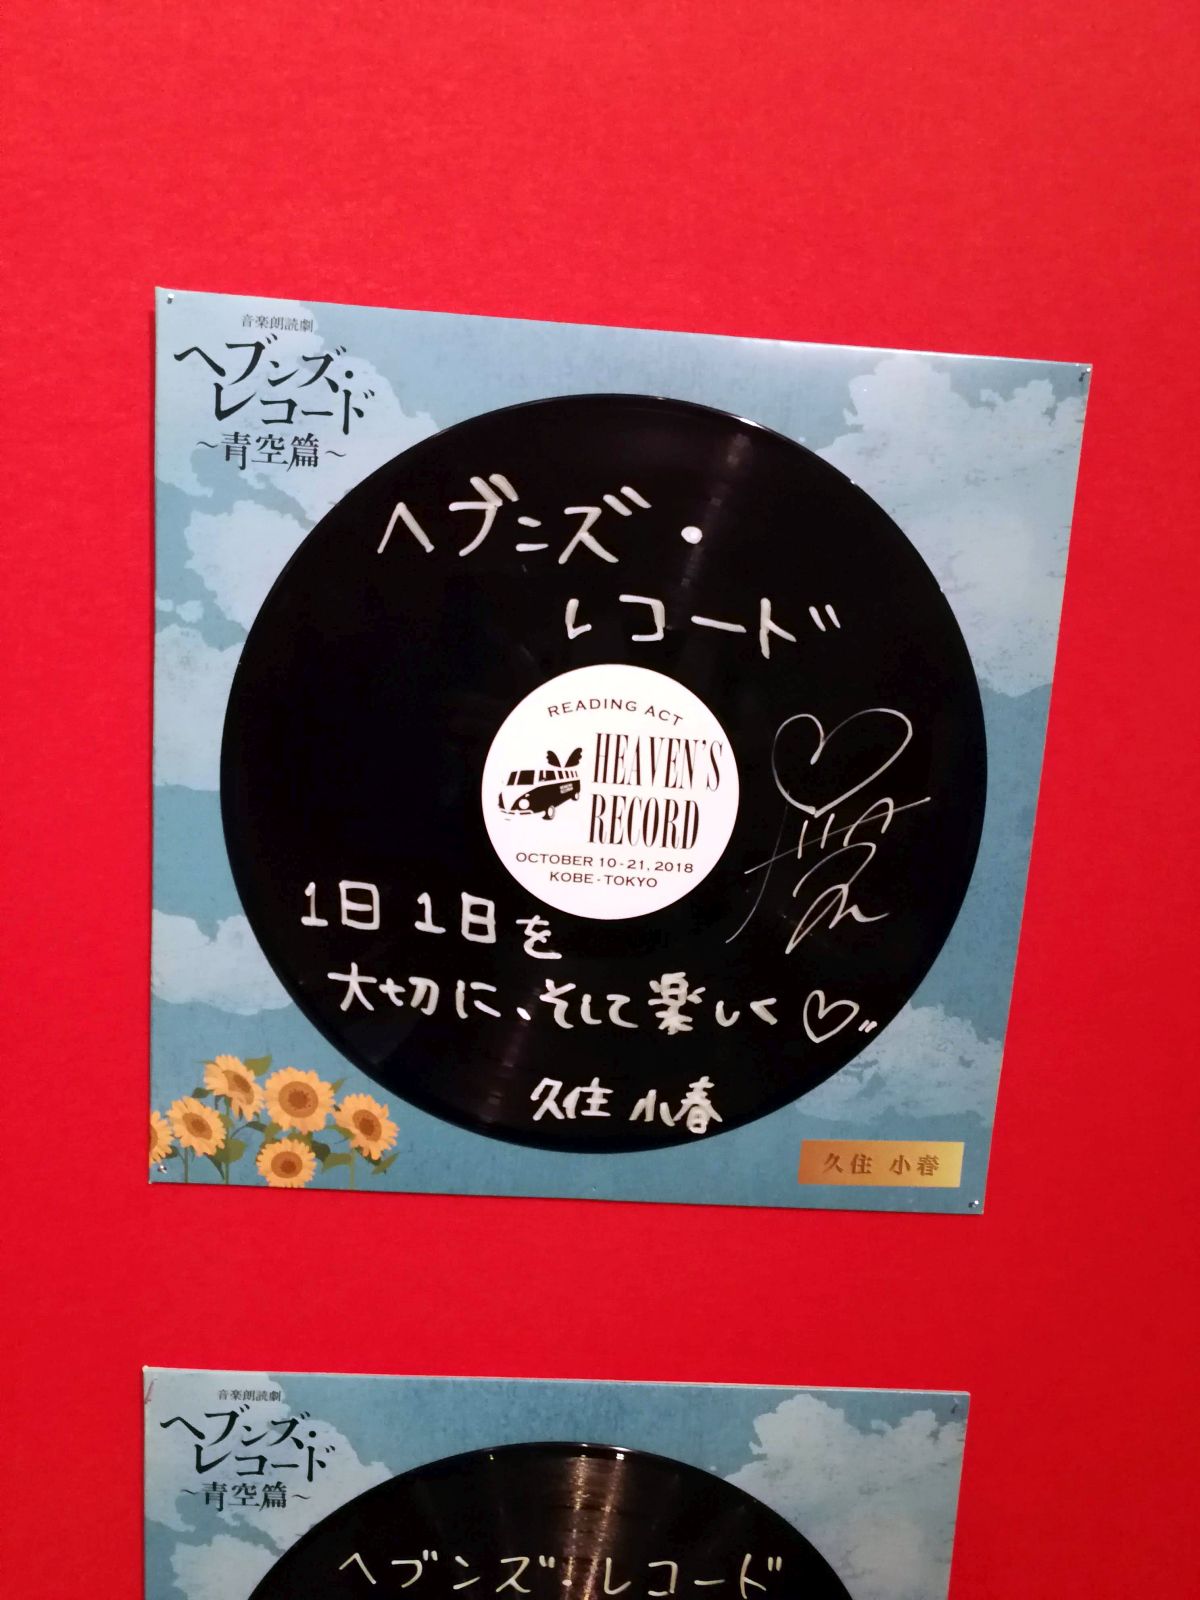 音楽朗読劇
ヘブンズ・
レコード
～青空篇～
ヘブンズ・
レコード
READING ACT
HEAVEN'S
RECORD
OCTOBER 10-21, 2018
KOBE-TOKYO
1日1日を
大切に、そして楽しく♡
久住 小春
久住 小春
音楽朗読劇
ヘブンズ・
レコード
～青空篇～
ヘブンズ・レコード